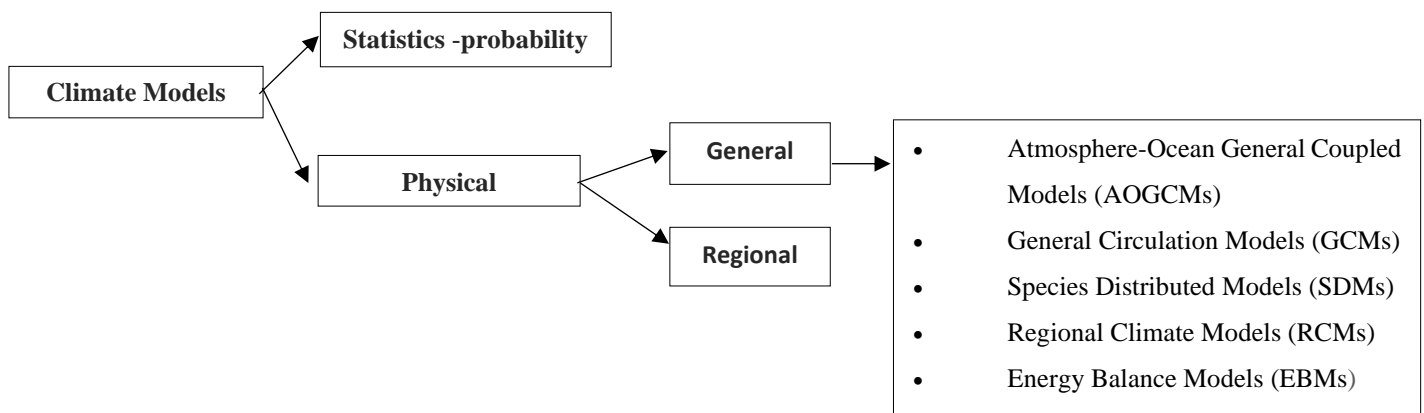 Statistics -probability
Climate Models
Physical
General
Regional
• Atmosphere-Ocean General Coupled
Models (AOGCMs)
• General Circulation Models (GCMs)
• Species Distributed Models (SDMs)
• Regional Climate Models (RCMs)
• Energy Balance Models (EBMs)